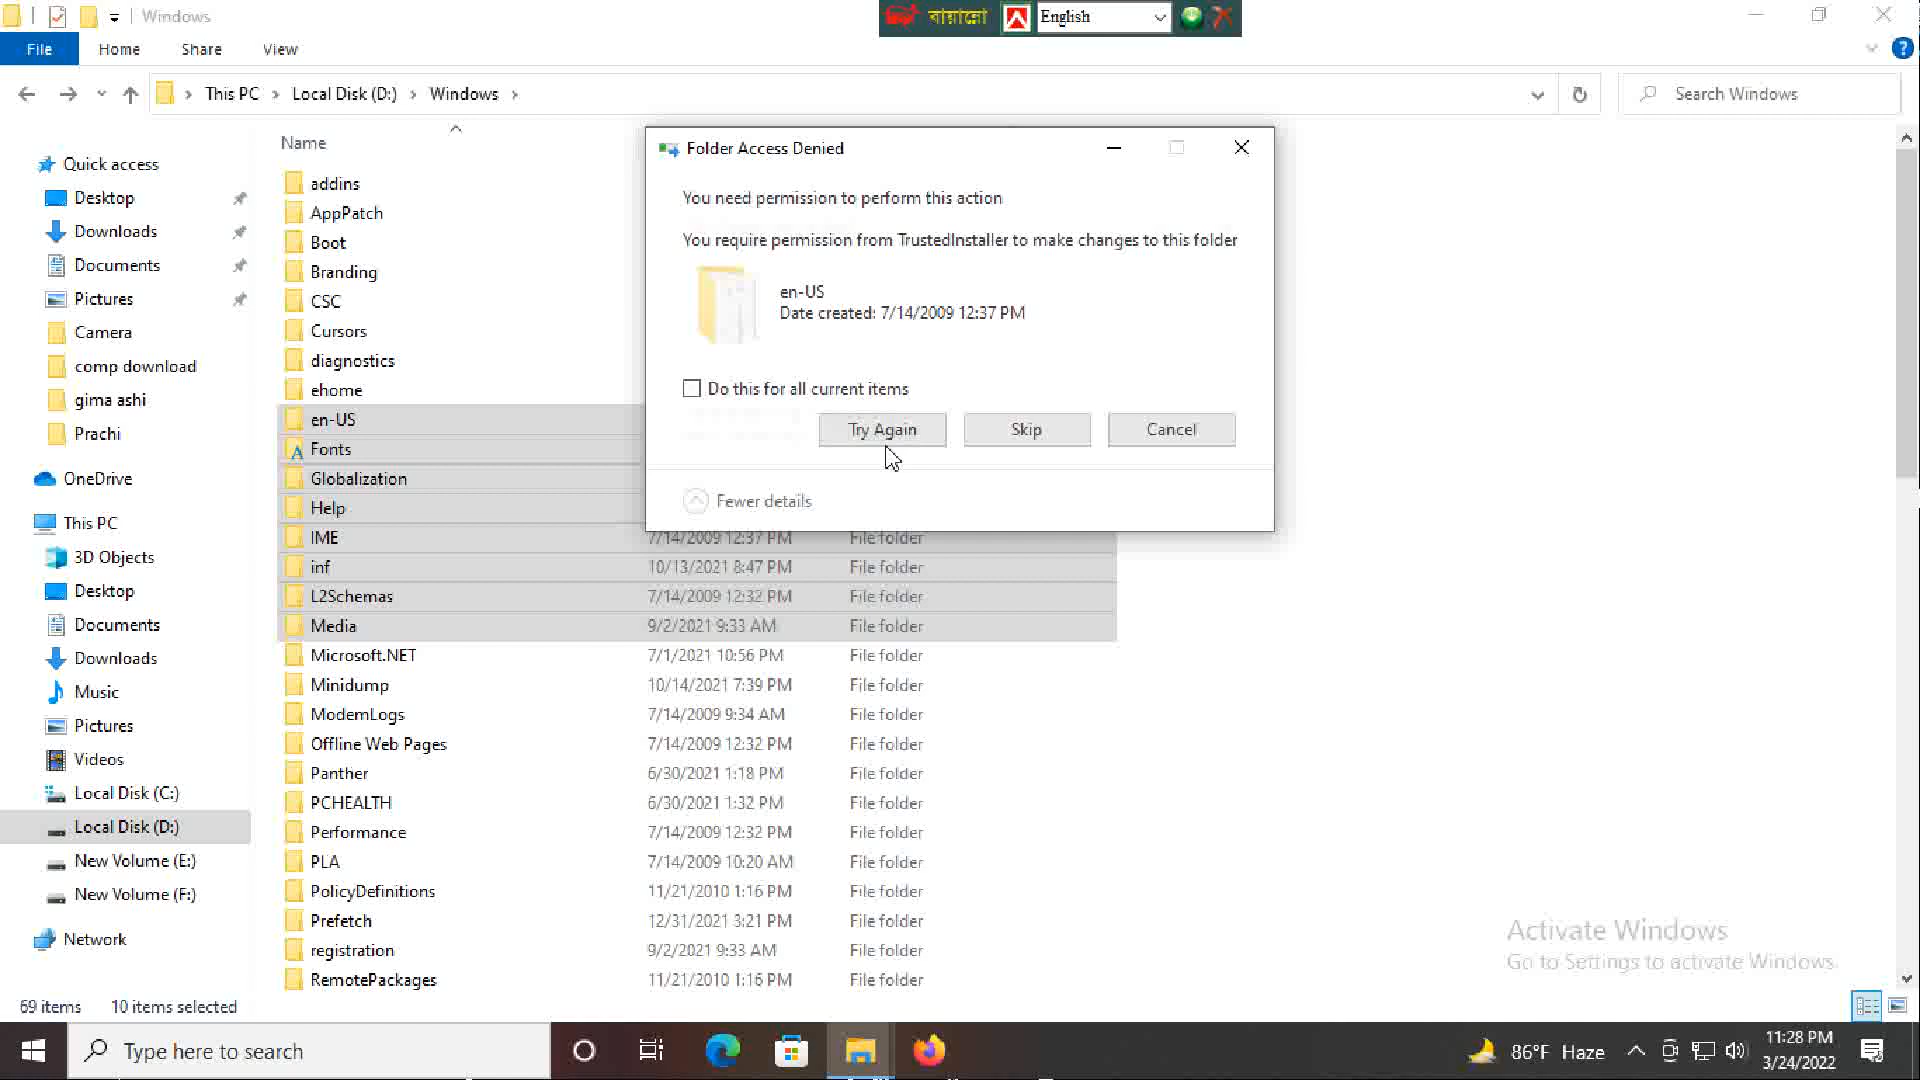 Windows
বায়ান্নো
English
File
Home
Share
View
This PC
Local Disk (D:)
Windows
Search Windows
Quick access
Desktop
Downloads
Documents
Pictures
Camera
comp download
gima ashi
Prachi
OneDrive
This PC
3D Objects
Desktop
Documents
Downloads
Music
Pictures
Videos
Local Disk (C:)
Local Disk (D:)
New Volume (E:)
New Volume (F:)
Network
Name
addins
AppPatch
Boot
Branding
CSC
Cursors
diagnostics
ehome
en-US
Fonts
Globalization
Help
IME 7/14/2009 12:37 PM File folder
inf 10/13/2021 8:47 PM File folder
L2Schemas 7/14/2009 12:32 PM File folder
Media 9/2/2021 9:33 AM File folder
Microsoft.NET 7/1/2021 10:56 PM File folder
Minidump 10/14/2021 7:39 PM File folder
ModemLogs 7/14/2009 9:34 AM File folder
Offline Web Pages 7/14/2009 12:32 PM File folder
Panther 6/30/2021 1:18 PM File folder
PCHEALTH 6/30/2021 1:32 PM File folder
Performance 7/14/2009 12:32 PM File folder
PLA 7/14/2009 10:20 AM File folder
PolicyDefinitions 11/21/2010 1:16 PM File folder
Prefetch 12/31/2021 3:21 PM File folder
registration 9/2/2021 9:33 AM File folder
RemotePackages 11/21/2010 1:16 PM File folder
Folder Access Denied
You need permission to perform this action
You require permission from TrustedInstaller to make changes to this folder
en-US
Date created: 7/14/2009 12:37 PM
Do this for all current items
Try Again
Skip
Cancel
Fewer details
Activate Windows
Go to Settings to activate Windows.
69 items
10 items selected
Type here to search
86°F Haze
11:28 PM
3/24/2022